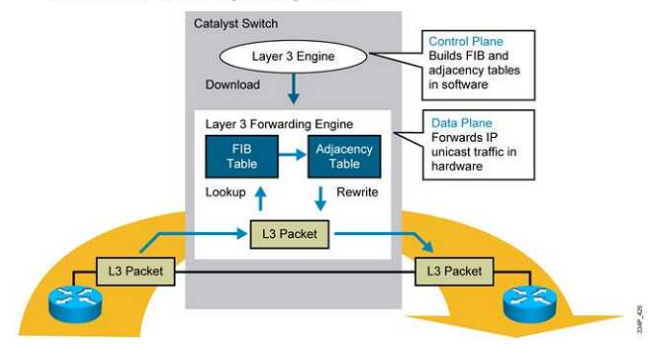 Catalyst Switch
Layer 3 Engine
Control Plane
Builds FIB and
adjacency tables
in software
Download
Layer 3 Forwarding Engine
Data Plane
Forwards IP
unicast traffic in
hardware
FIB
Table
Adjacency
Table
Lookup
Rewrite
L3 Packet
L3 Packet
L3 Packet